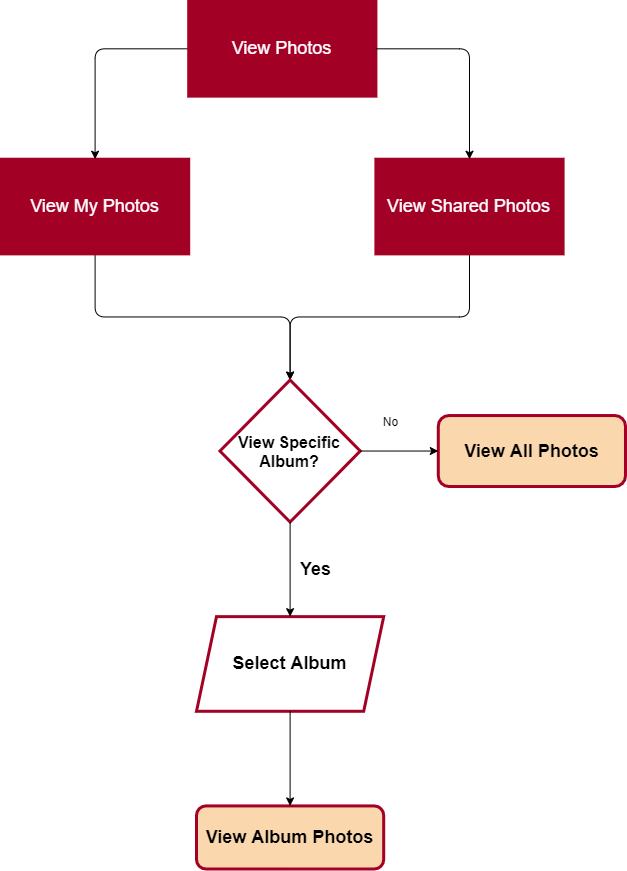 View Photos
View My Photos
View Shared Photos
View Specific
Album?
No
View All Photos
Yes
Select Album
View Album Photos